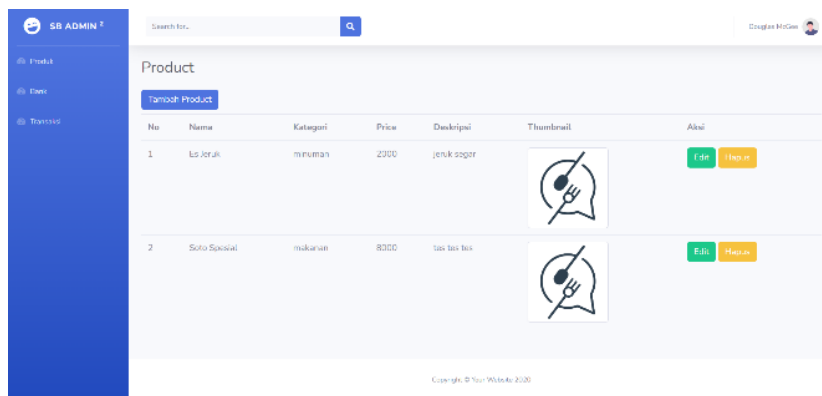 SB ADMIN 2
Search for...
Douglas McGee
Produk
Bank
Transaksi
Product
Tambah Product
No Nama Kategori Price Deskripsi Thumbnail Aksi
1 Es Jeruk minuman 2000 jeruk segar Edit Hapus
2 Soto Spesial makanan 8000 tes tes tes Edit Hapus
Copyright © Your Website 2020